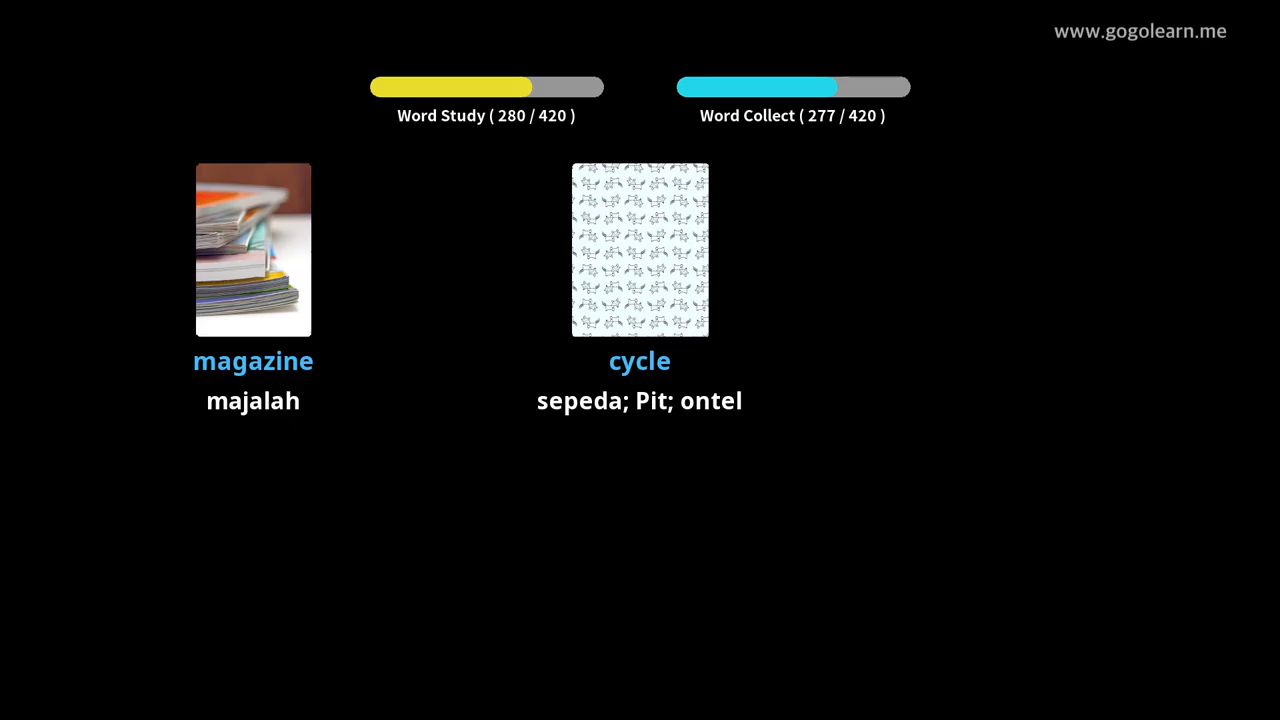 www.gogolearn.me
Word Study ( 280 / 420 )
Word Collect ( 277 / 420 )
magazine
majalah
cycle
sepeda; Pit; ontel